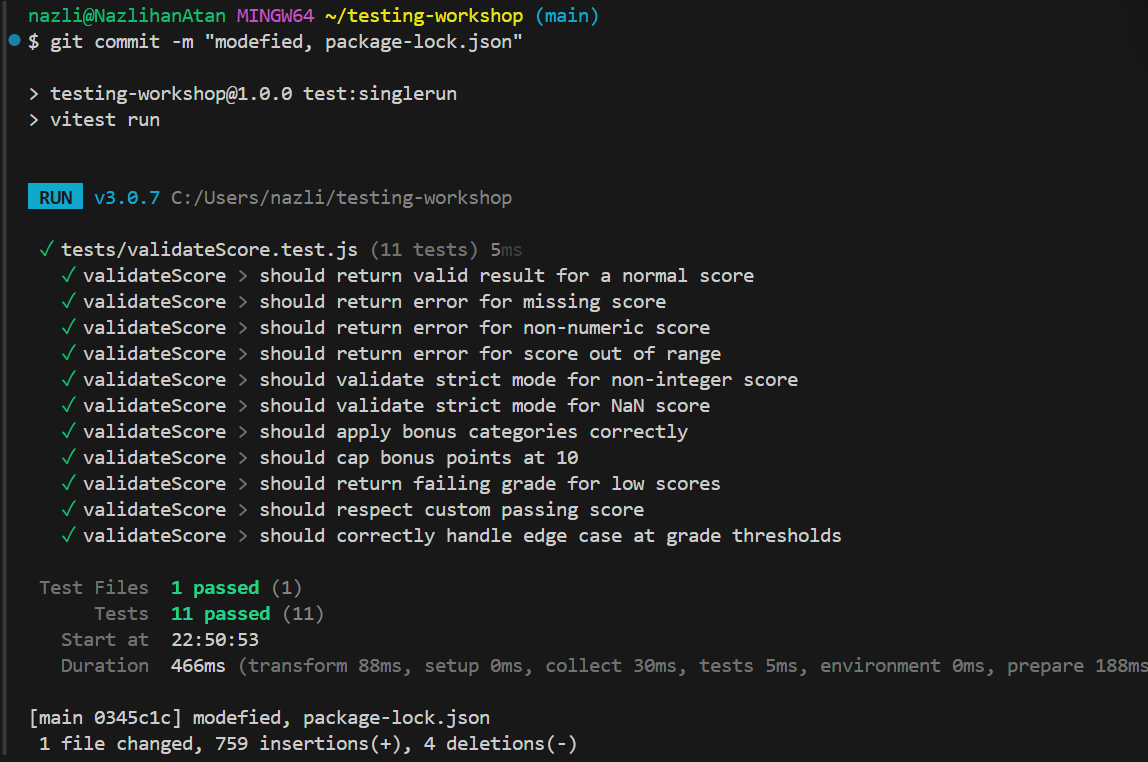 nazli@NazlihanAtan MINGW64 ~/testing-workshop (main)
$ git commit -m "modefied, package-lock.json"
> testing-workshop@1.0.0 test:singlerun
> vitest run
RUN v3.0.7 C:/Users/nazli/testing-workshop
✓ tests/validateScore.test.js (11 tests) 5ms
✓ validateScore > should return valid result for a normal score
✓ validateScore > should return error for missing score
✓ validateScore > should return error for non-numeric score
✓ validateScore > should return error for score out of range
✓ validateScore > should validate strict mode for non-integer score
✓ validateScore > should validate strict mode for NaN score
✓ validateScore > should apply bonus categories correctly
✓ validateScore > should cap bonus points at 10
✓ validateScore > should return failing grade for low scores
✓ validateScore > should respect custom passing score
✓ validateScore > should correctly handle edge case at grade thresholds
Test Files 1 passed (1)
Tests 11 passed (11)
Start at 22:50:53
Duration 466ms (transform 88ms, setup 0ms, collect 30ms, tests 5ms, environment 0ms, prepare 188ms
[main 0345c1c] modefied, package-lock.json
1 file changed, 759 insertions(+), 4 deletions(-)